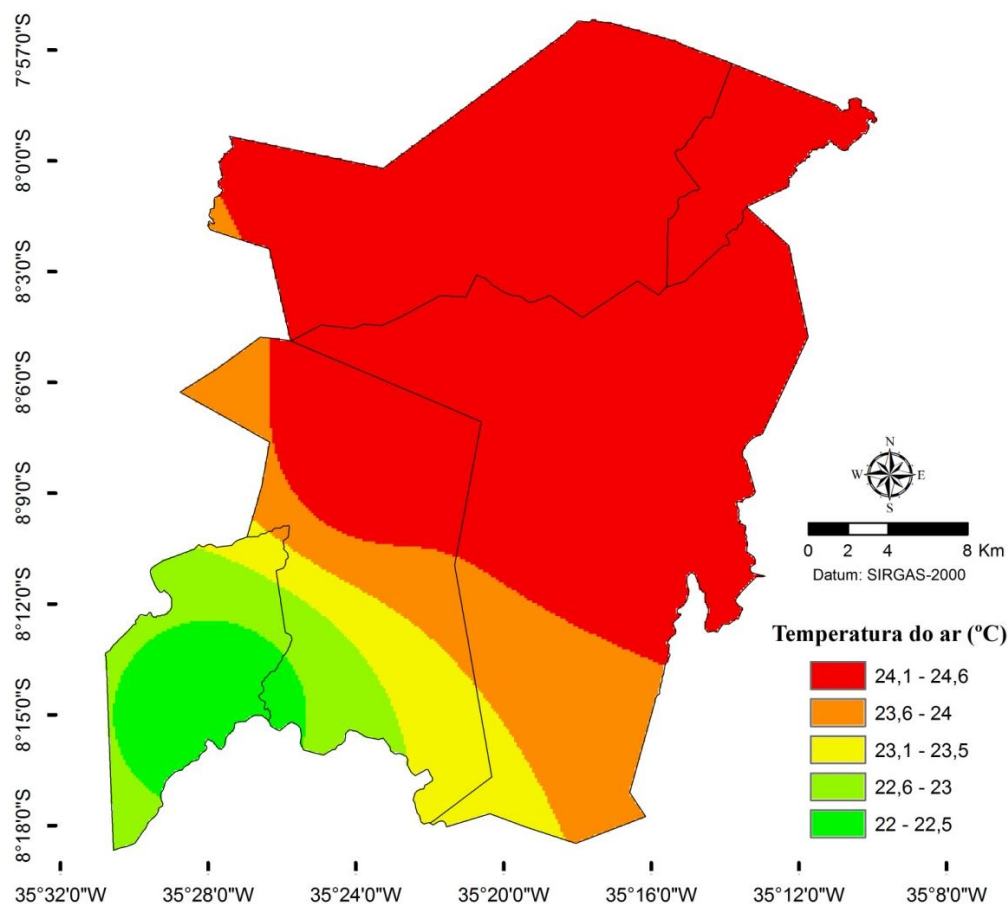 7°57'0"S
8°0'0"S
8°3'0"S
8°6'0"S
8°9'0"S
8°12'0"S
8°15'0"S
8°18'0"S
N
W E
S
0 2 4 8 Km
Datum: SIRGAS-2000
Temperatura do ar (ºC)
24,1 - 24,6
23,6 - 24
23,1 - 23,5
22,6 - 23
22 - 22,5
35°32'0"W 35°28'0"W 35°24'0"W 35°20'0"W 35°16'0"W 35°12'0"W 35°8'0"W